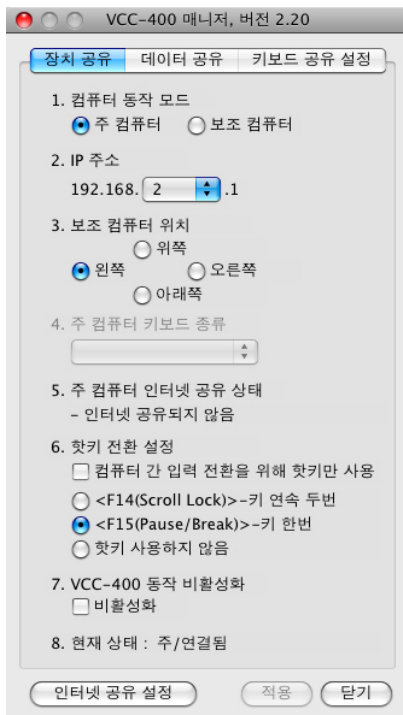 VCC-400 매니저, 버전 2.20
장치 공유 데이터 공유 키보드 공유 설정
1. 컴퓨터 동작 모드
주 컴퓨터 보조 컴퓨터
2. IP 주소
192.168. 2 .1
3. 보조 컴퓨터 위치
위쪽
왼쪽 오른쪽
아래쪽
4. 주 컴퓨터 키보드 종류
5. 주 컴퓨터 인터넷 공유 상태
- 인터넷 공유되지 않음
6. 핫키 전환 설정
컴퓨터 간 입력 전환을 위해 핫키만 사용
<F14(Scroll Lock)>-키 연속 두번
<F15(Pause/Break)>-키 한번
핫키 사용하지 않음
7. VCC-400 동작 비활성화
비활성화
8. 현재 상태 : 주/연결됨
인터넷 공유 설정 적용 닫기